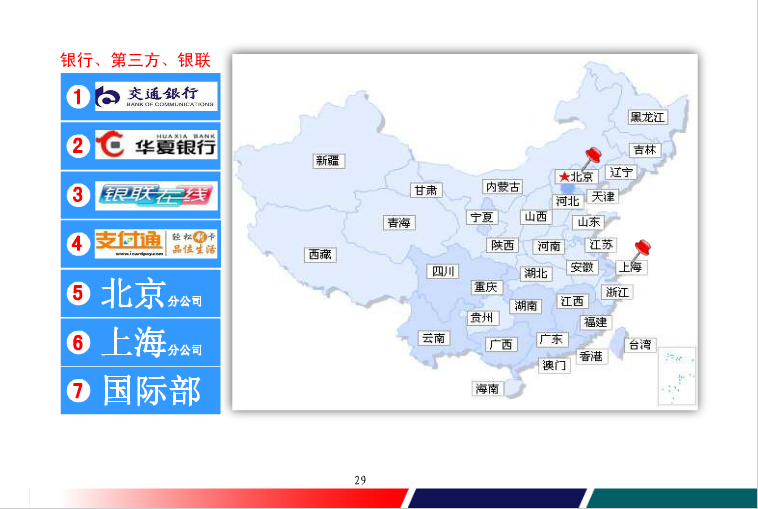 银行、第三方、银联
1 交通銀行
BANK OF COMMUNICATIONS
2 HUAXIA BANK
华夏银行
3 银联在线
4 支付通 轻松刷卡
品位生活
www.icardpay.com
5 北京分公司
6 上海分公司
7 国际部
黑龙江
吉林
新疆
辽宁
★北京
甘肃
内蒙古
天津
河北
宁夏
山西
青海
山东
陕西
河南
江苏
西藏
安徽
上海
四川
湖北
重庆
浙江
湖南
江西
贵州
福建
云南
广西
广东
台湾
香港
澳门
海南
29